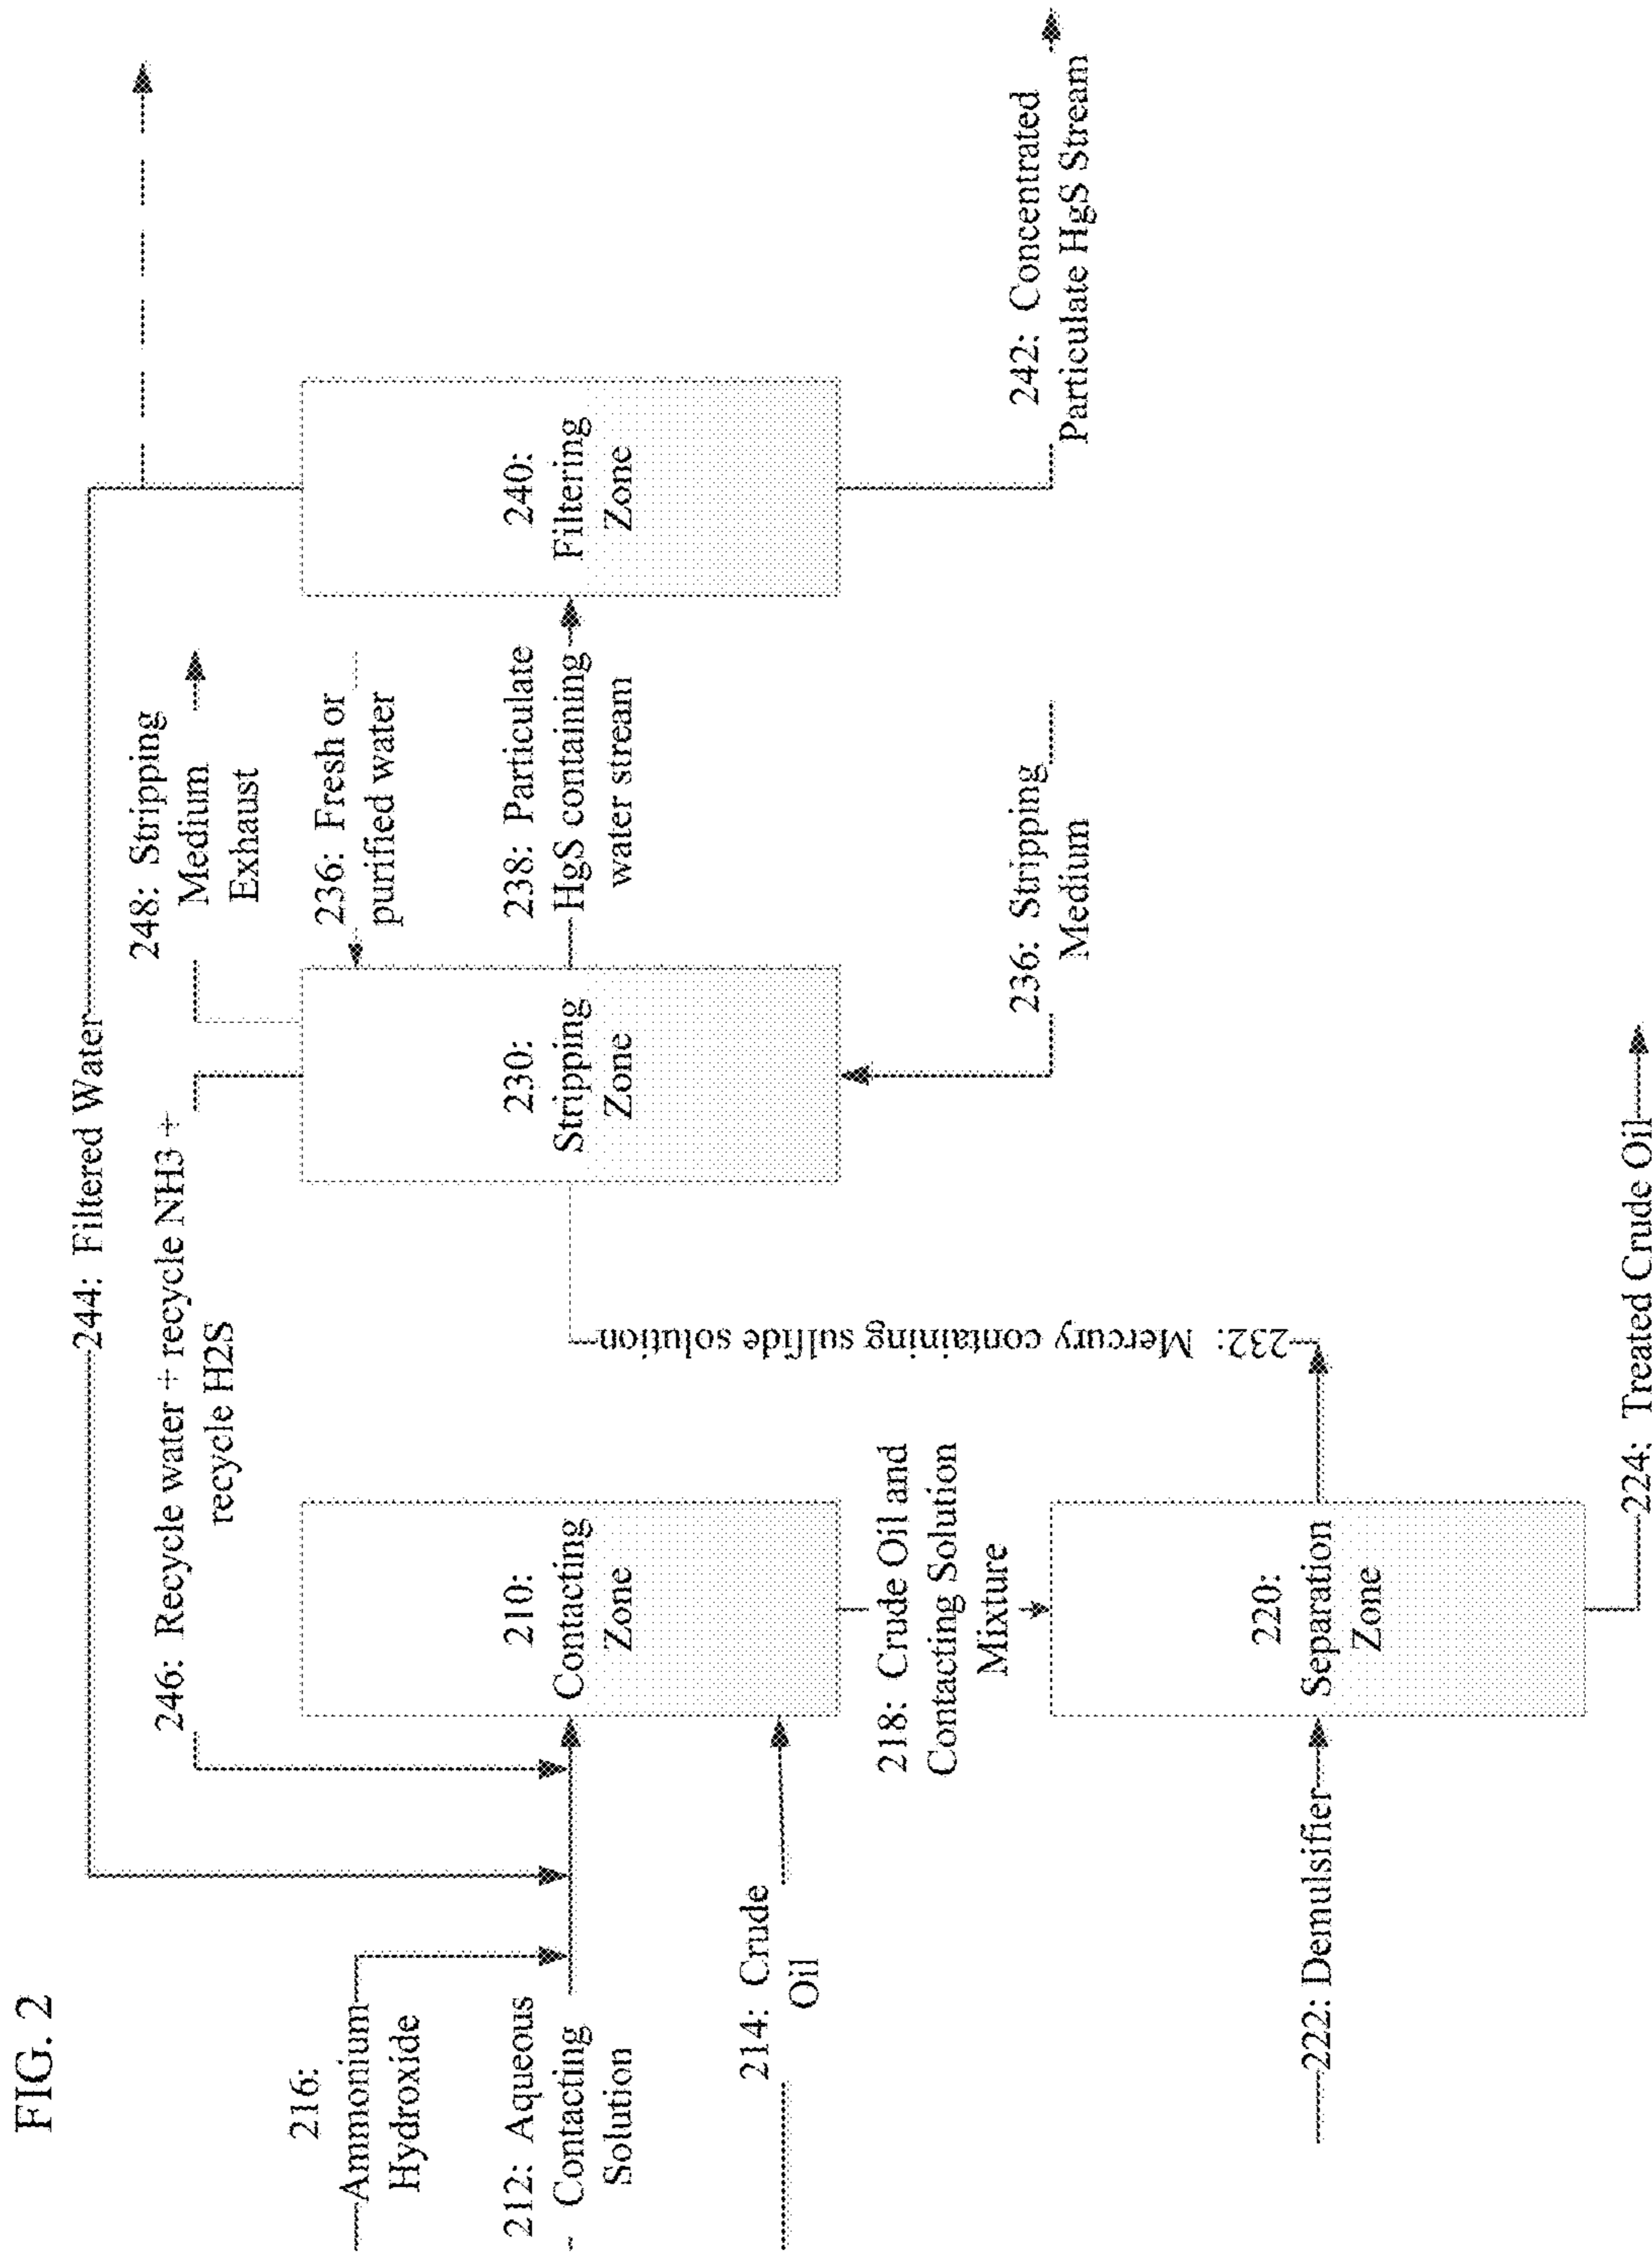 FIG. 2
244: Filtered Water
246: Recycle water + recycle NH3 +
recycle H2S
248: Stripping
Medium
Exhaust
216:
Ammonium
Hydroxide
236: Fresh or
purified water
212: Aqueous
Contacting
Solution
210:
Contacting
Zone
230:
Stripping
Zone
238: Particulate
HgS containing
water stream
240:
Filtering
Zone
214: Crude
Oil
218: Crude Oil and
Contacting Solution
Mixture
232: Mercury containing sulfide solution
236: Stripping
Medium
242: Concentrated
Particulate HgS Stream
222: Demulsifier
220:
Separation
Zone
224: Treated Crude Oil